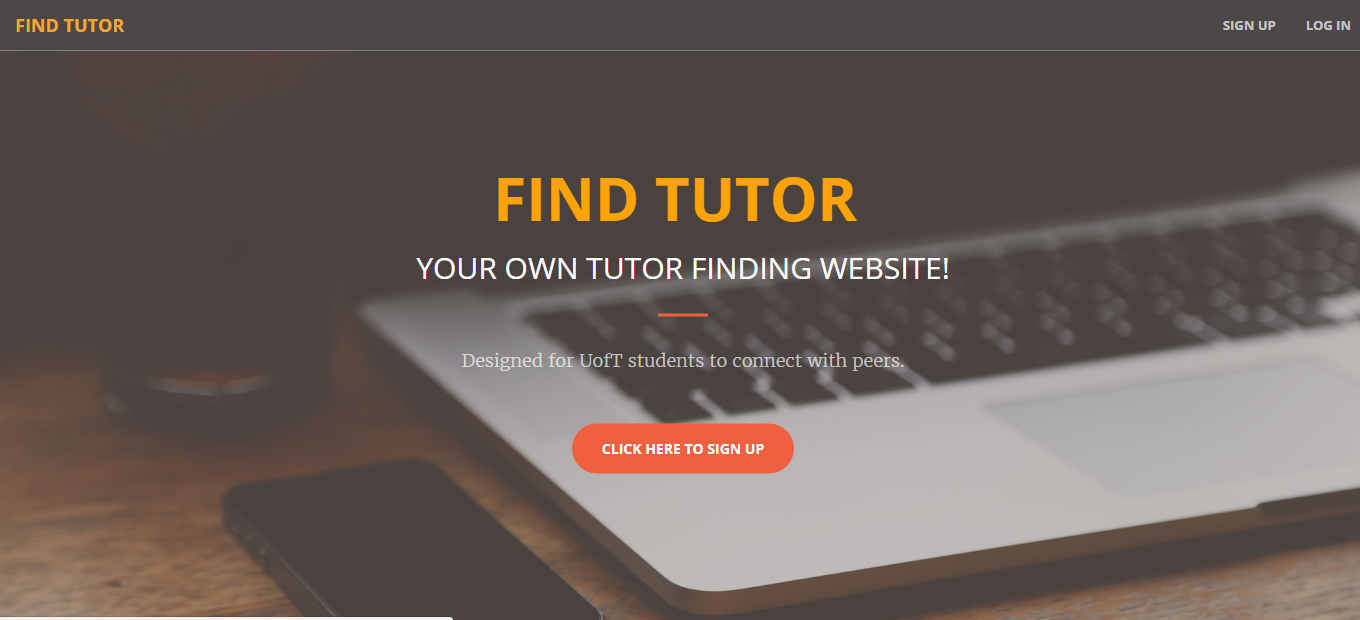 FIND TUTOR
SIGN UP
LOG IN
FIND TUTOR
YOUR OWN TUTOR FINDING WEBSITE!
Designed for UofT students to connect with peers.
CLICK HERE TO SIGN UP